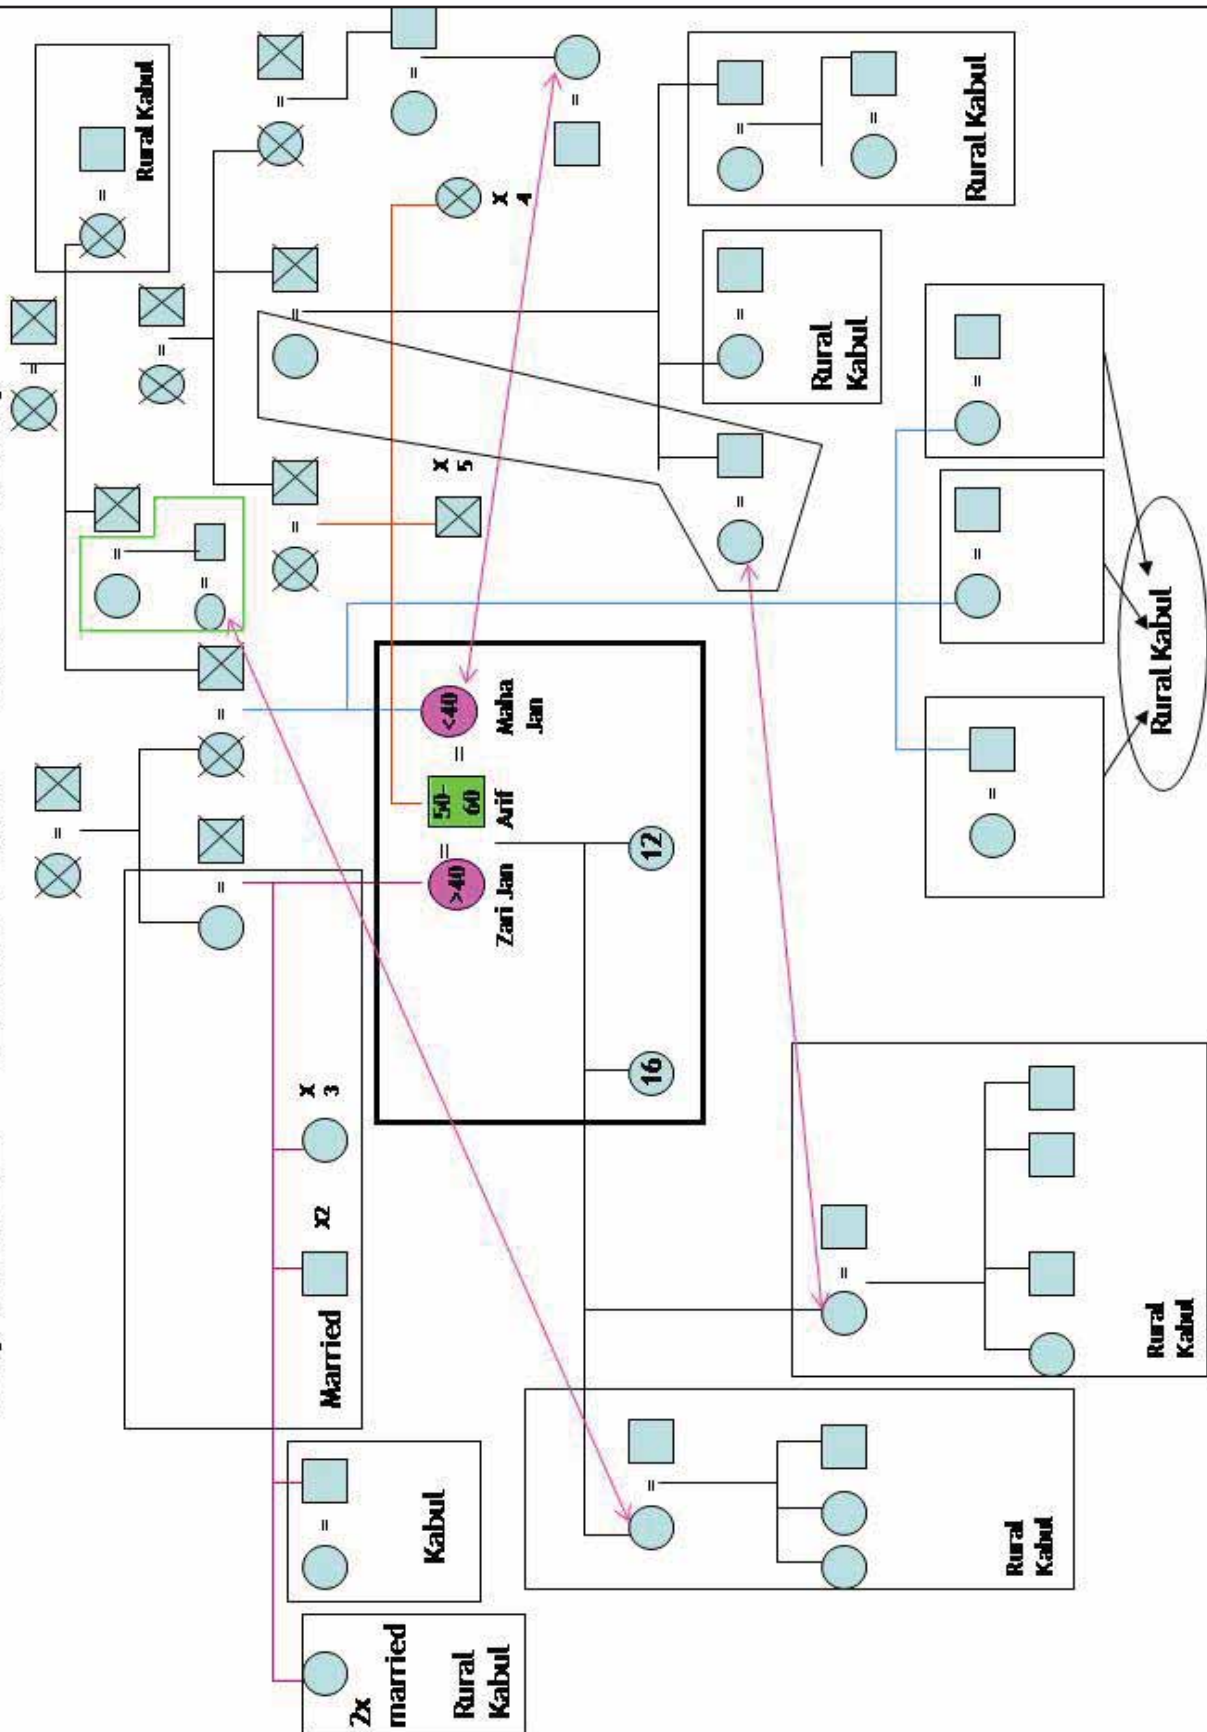 Rural Kabul
Married
X2
X
3
2x
married
Rural
Kabul
Kabul
>40
50-
60
<40
Zari Jan
Arif
Maha
Jan
X
5
X
4
16
12
Rural
Kabul
Rural
Kabul
Rural
Kabul
Rural Kabul
Rural Kabul